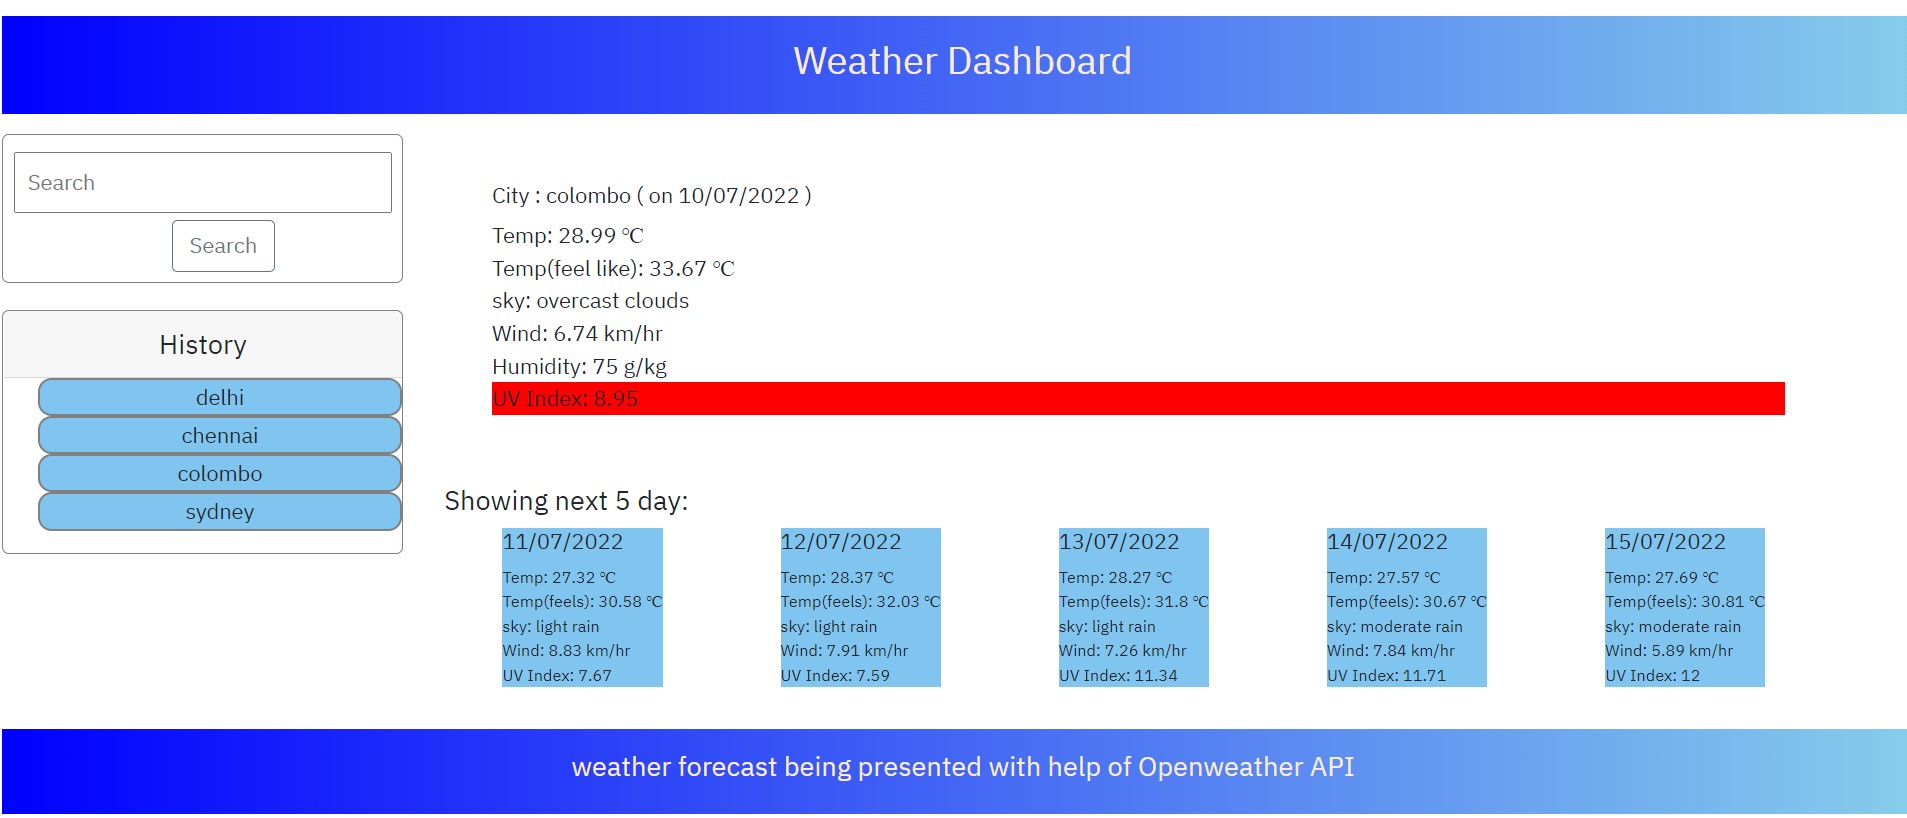 Weather Dashboard
Search
Search
History
delhi
chennai
colombo
sydney
City : colombo ( on 10/07/2022 )
Temp: 28.99 ℃
Temp(feel like): 33.67 ℃
sky: overcast clouds
Wind: 6.74 km/hr
Humidity: 75 g/kg
UV Index: 8.95
Showing next 5 day:
11/07/2022
Temp: 27.32 ℃
Temp(feels): 30.58 ℃
sky: light rain
Wind: 8.83 km/hr
UV Index: 7.67
12/07/2022
Temp: 28.37 ℃
Temp(feels): 32.03 ℃
sky: light rain
Wind: 7.91 km/hr
UV Index: 7.59
13/07/2022
Temp: 28.27 ℃
Temp(feels): 31.8 ℃
sky: light rain
Wind: 7.26 km/hr
UV Index: 11.34
14/07/2022
Temp: 27.57 ℃
Temp(feels): 30.67 ℃
sky: moderate rain
Wind: 7.84 km/hr
UV Index: 11.71
15/07/2022
Temp: 27.69 ℃
Temp(feels): 30.81 ℃
sky: moderate rain
Wind: 5.89 km/hr
UV Index: 12
weather forecast being presented with help of Openweather API